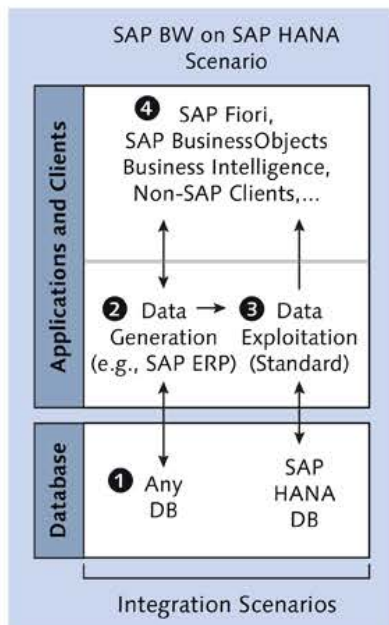 SAP BW on SAP HANA
Scenario
Applications and Clients
4 SAP Fiori,
SAP BusinessObjects
Business Intelligence,
Non-SAP Clients,...
2 Data
Generation
(e.g., SAP ERP)
3 Data
Exploitation
(Standard)
Database
1 Any
DB
SAP
HANA
DB
Integration Scenarios